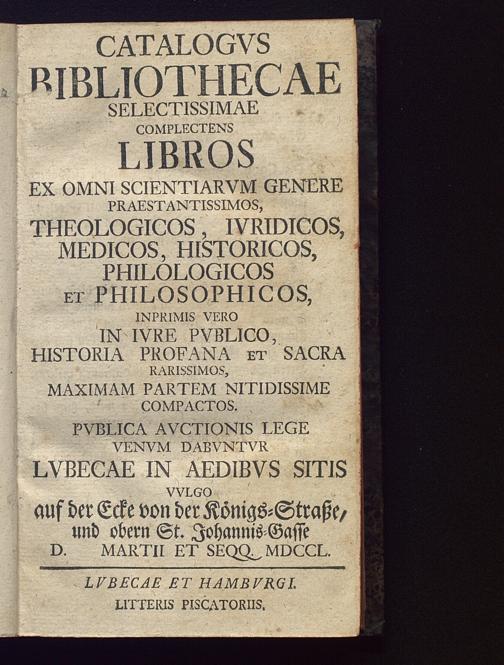 CATALOGVS
BIBLIOTHECAE
SELECTISSIMAE
COMPLECTENS
LIBROS
EX OMNI SCIENTIARVM GENERE
PRAESTANTISSIMOS,
THEOLOGICOS, IVRIDICOS,
MEDICOS, HISTORICOS,
PHILOLOGICOS
ET PHILOSOPHICOS,
INPRIMIS VERO
IN IVRE PVBLICO,
HISTORIA PROFANA ET SACRA
RARISSIMOS,
MAXIMAM PARTEM NITIDISSIME
COMPACTOS.
PVBLICA AVCTIONIS LEGE
VENVM DABVNTVR
LVBECAE IN AEDIBVS SITIS
VVLGO
auf der Ecke von der Königs-Straße,
und obern St. Johannis-Gasse
D. MARTII ET SEQQ. MDCCL.
LVBECAE ET HAMBVRGI.
LITTERIS PISCATORIIS.